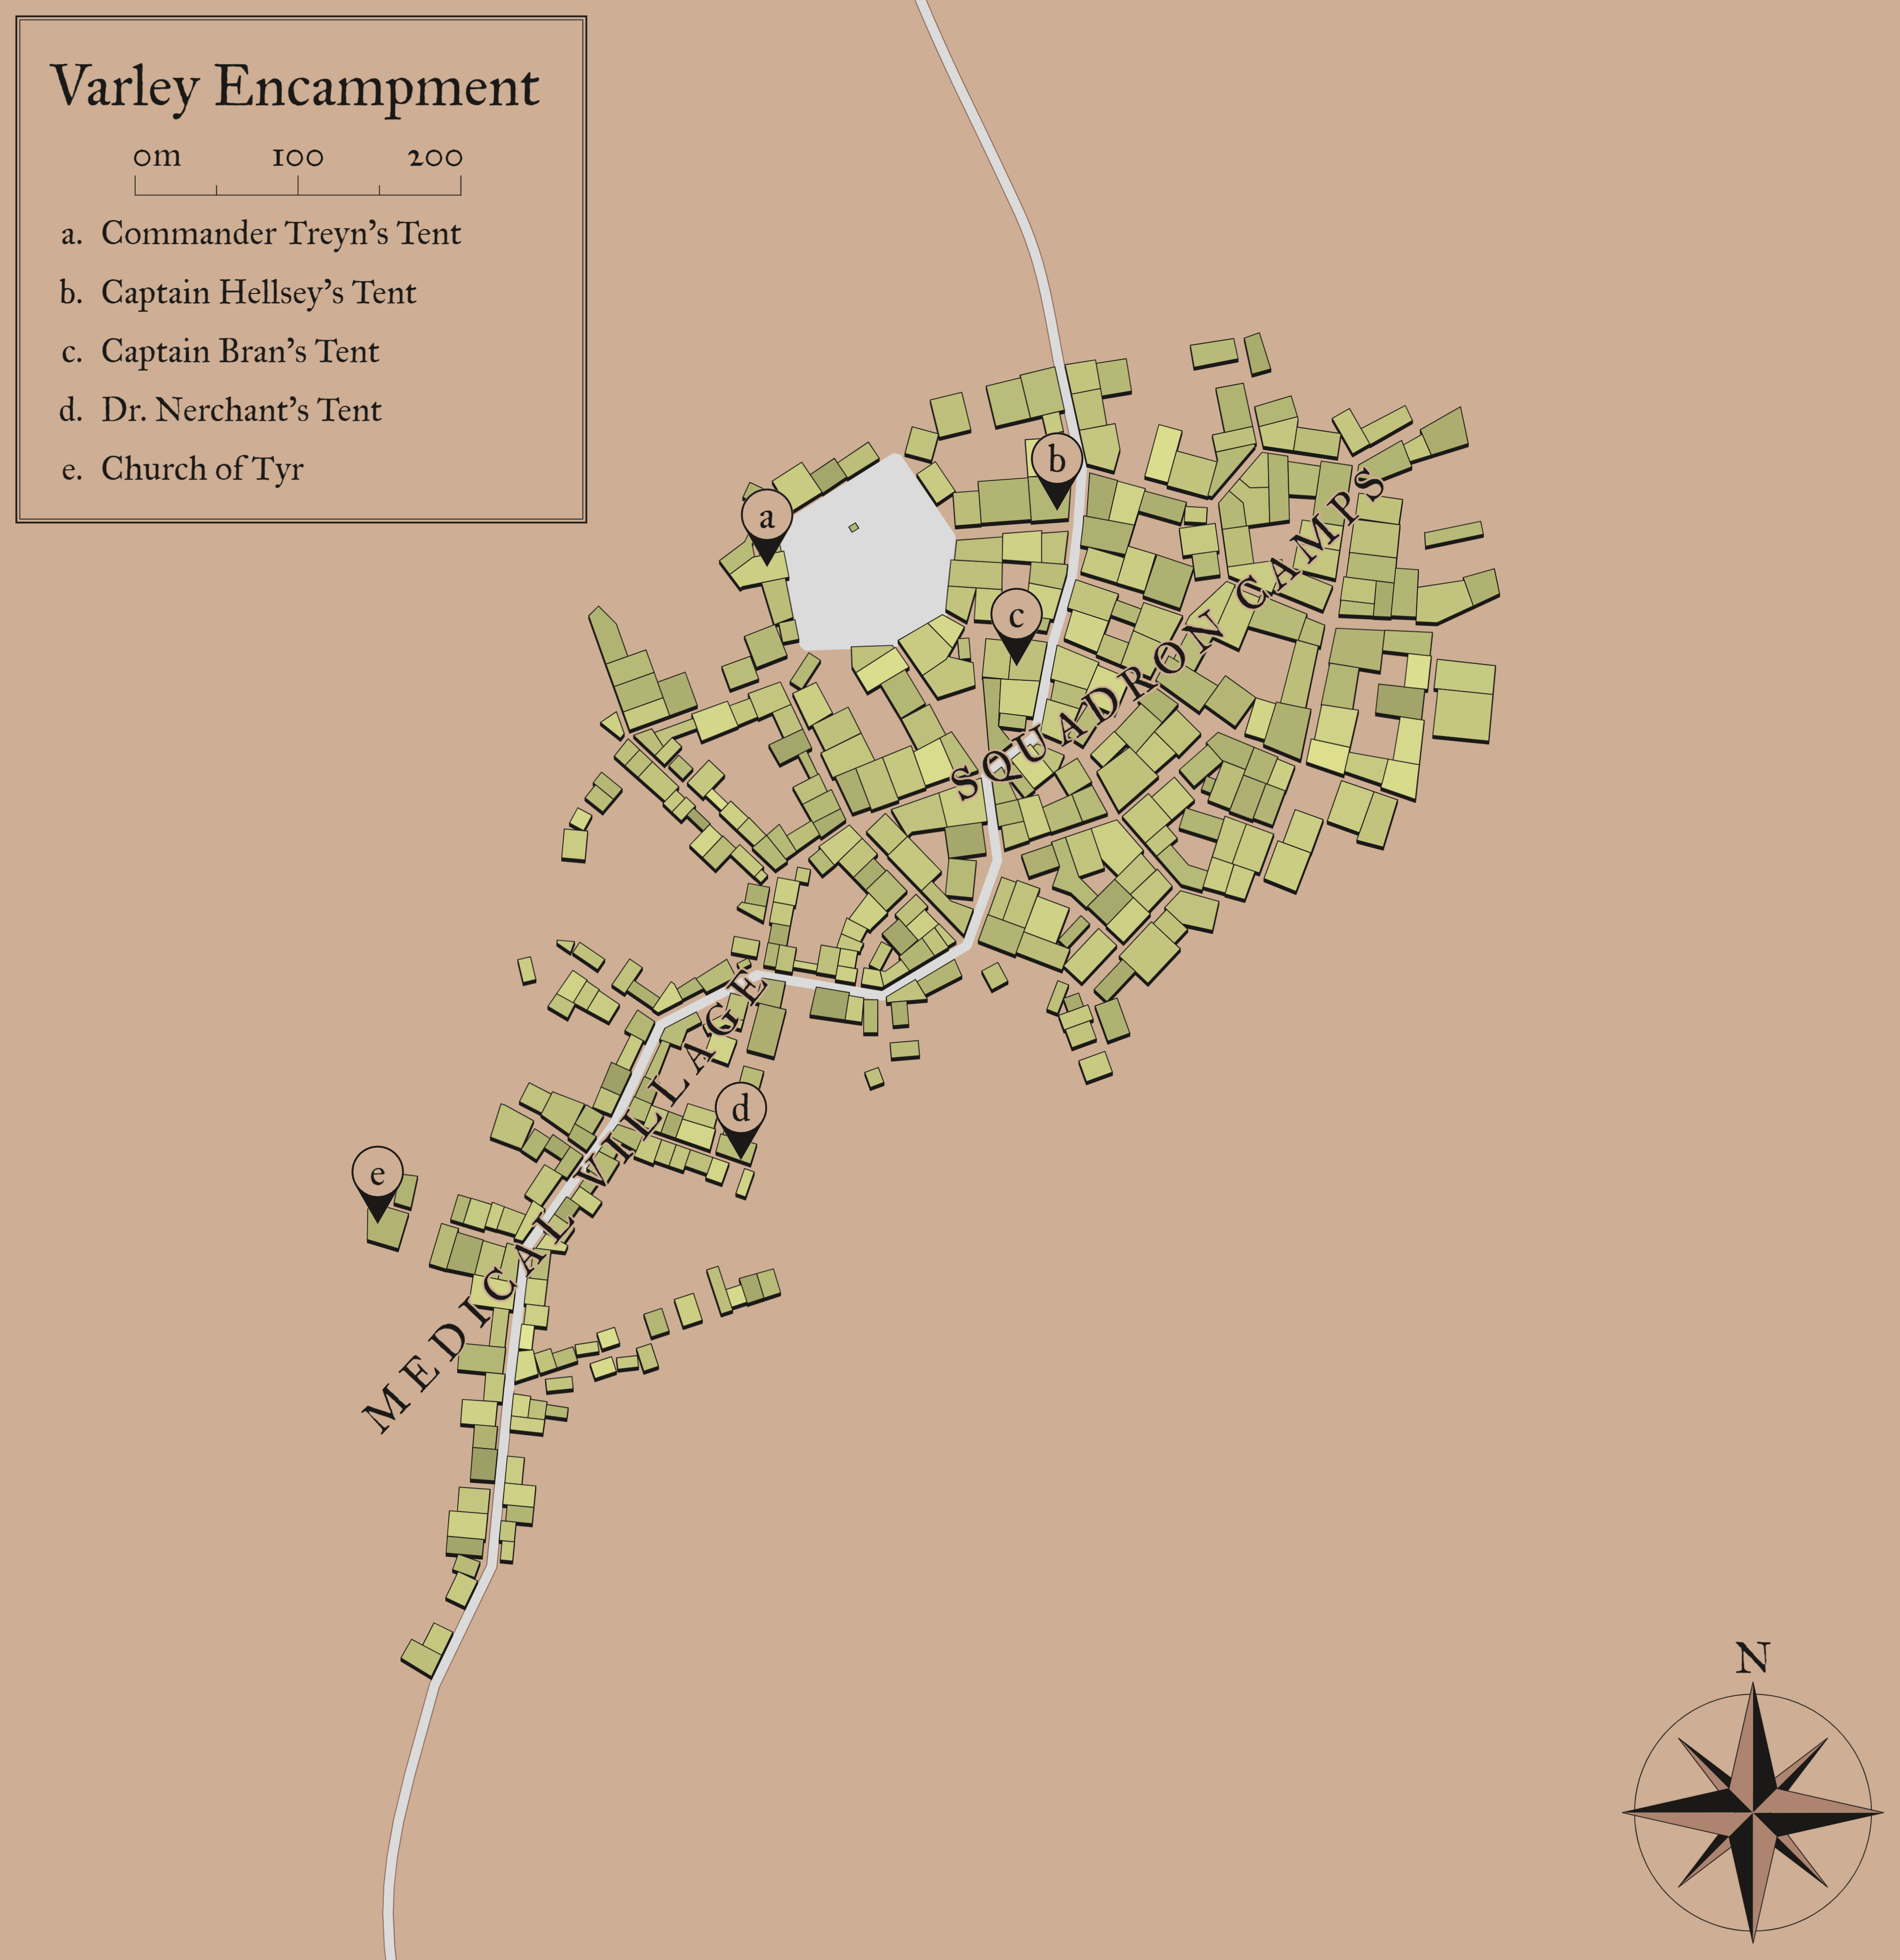 Varley Encampment
0m 100 200
a. Commander Treyn's Tent
b. Captain Hellsey's Tent
c. Captain Bran's Tent
d. Dr. Nerchant's Tent
e. Church of Tyr
b
a
c
SQUADRON CAMPS
d
e
MEDICAL VILLAGE
N